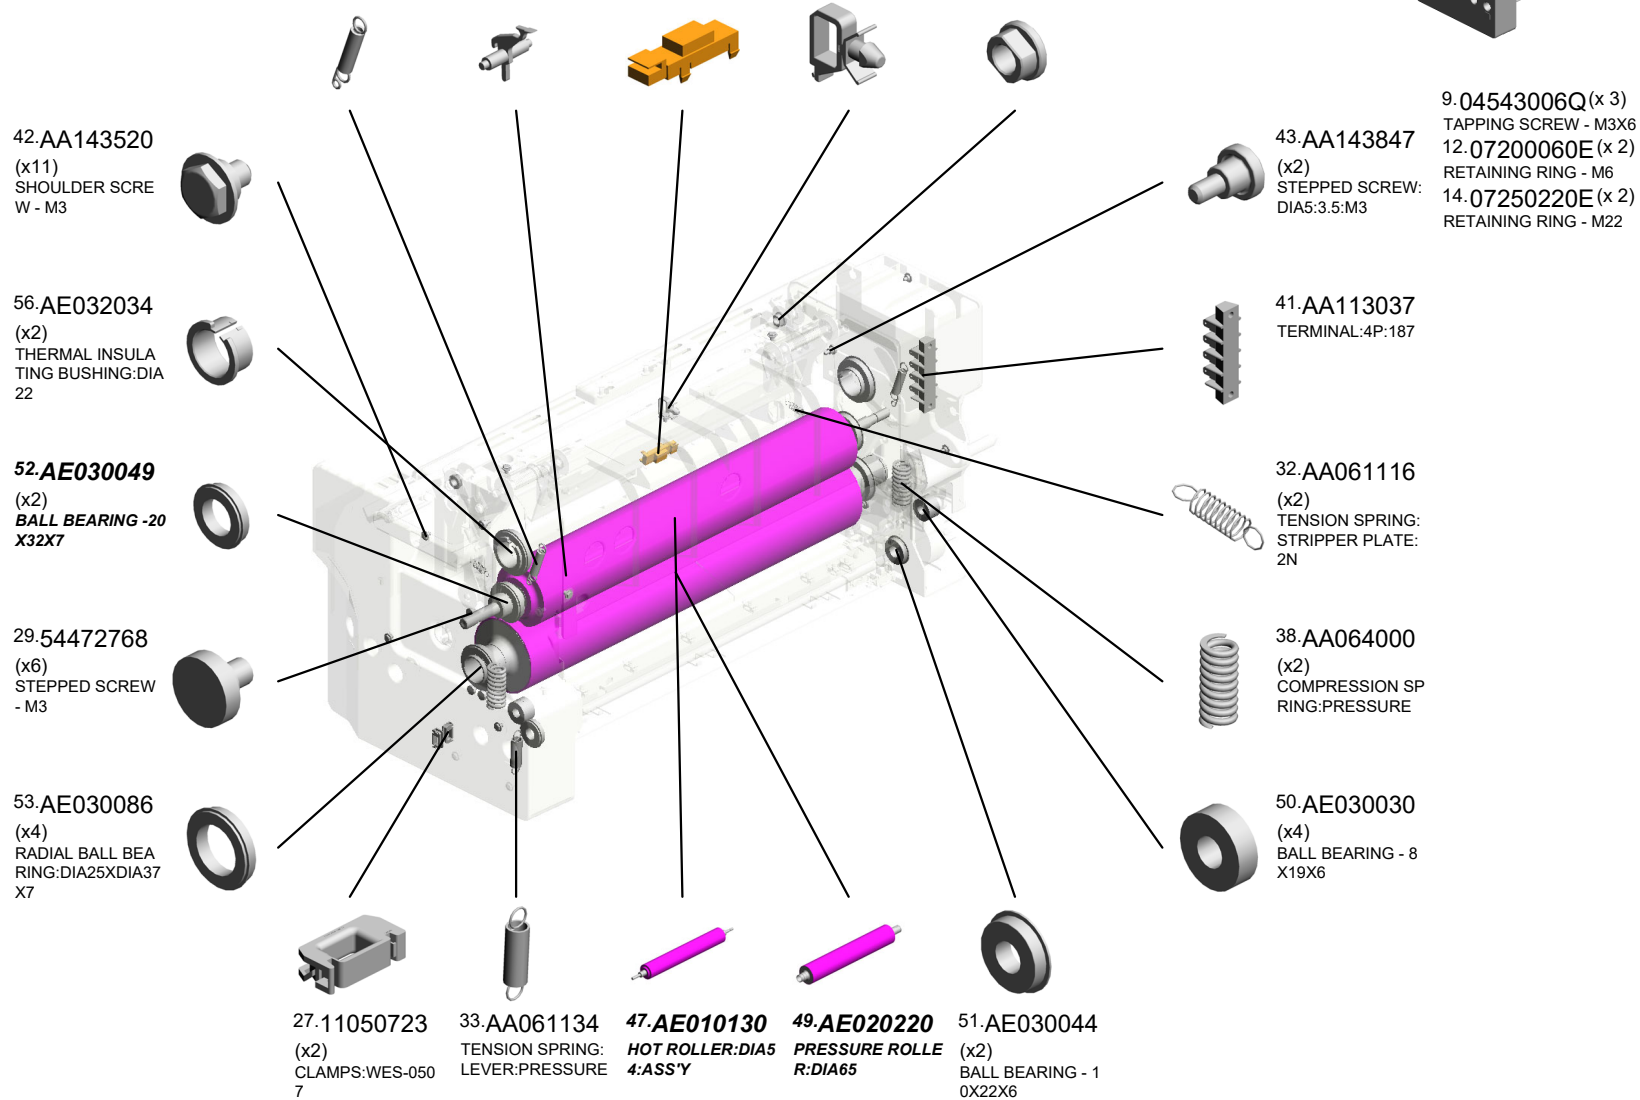 42.AA143520
(x11)
SHOULDER SCRE
W - M3
56.AE032034
(x2)
THERMAL INSULA
TING BUSHING:DIA
22
52.AE030049
(x2)
BALL BEARING -20
X32X7
29.54472768
(x6)
STEPPED SCREW
- M3
53.AE030086
(x4)
RADIAL BALL BEA
RING:DIA25XDIA37
X7
27.11050723
(x2)
CLAMPS:WES-050
7
33.AA061134
TENSION SPRING:
LEVER:PRESSURE
47.AE010130
HOT ROLLER:DIA5
4:ASS'Y
49.AE020220
PRESSURE ROLLE
R:DIA65
51.AE030044
(x2)
BALL BEARING - 1
0X22X6
43.AA143847
(x2)
STEPPED SCREW:
DIA5:3.5:M3
41.AA113037
TERMINAL:4P:187
32.AA061116
(x2)
TENSION SPRING:
STRIPPER PLATE:
2N
38.AA064000
(x2)
COMPRESSION SP
RING:PRESSURE
50.AE030030
(x4)
BALL BEARING - 8
X19X6
9.04543006Q(x 3)
TAPPING SCREW - M3X6
12.07200060E(x 2)
RETAINING RING - M6
14.07250220E(x 2)
RETAINING RING - M22